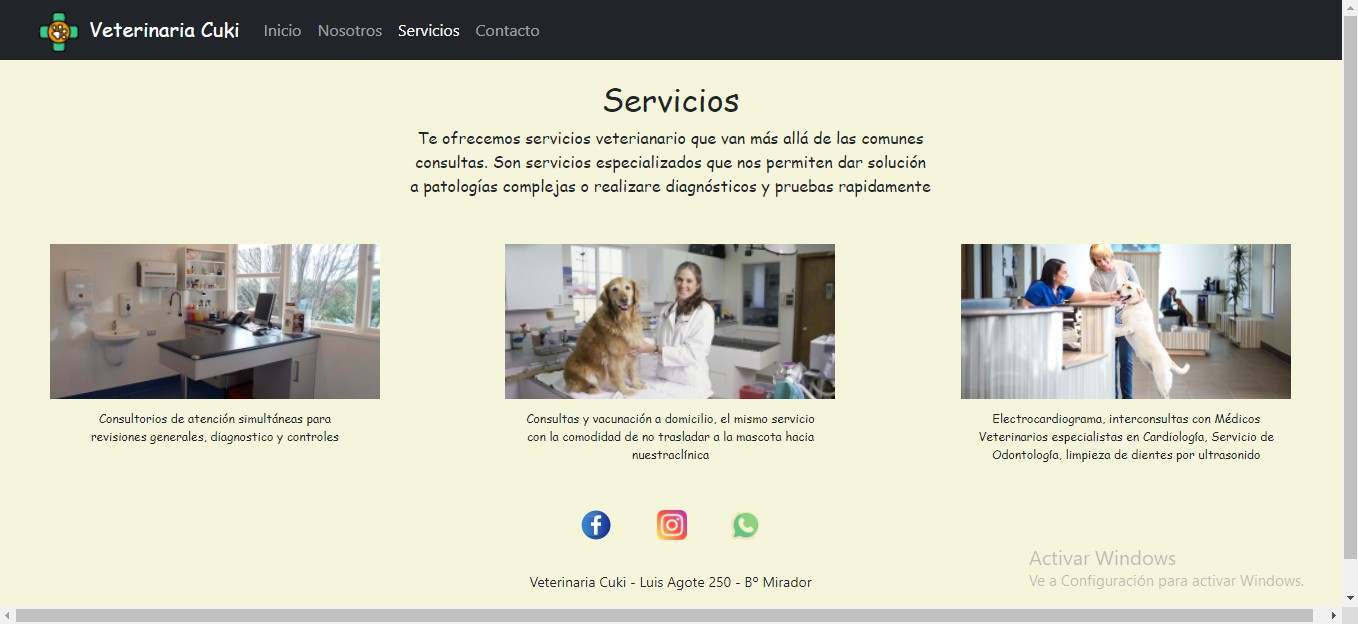 Veterinaria Cuki Inicio Nosotros Servicios Contacto
Servicios
Te ofrecemos servicios veterianario que van más allá de las comunes
consultas. Son servicios especializados que nos permiten dar solución
a patologías complejas o realizare diagnósticos y pruebas rapidamente
Consultorios de atención simultáneas para
revisiones generales, diagnostico y controles
Consultas y vacunación a domicilio, el mismo servicio
con la comodidad de no trasladar a la mascota hacia
nuestraclínica
Electrocardiograma, interconsultas con Médicos
Veterinarios especialistas en Cardiología, Servicio de
Odontología, limpieza de dientes por ultrasonido
Activar Windows
Ve a Configuración para activar Windows.
Veterinaria Cuki - Luis Agote 250 - Bº Mirador